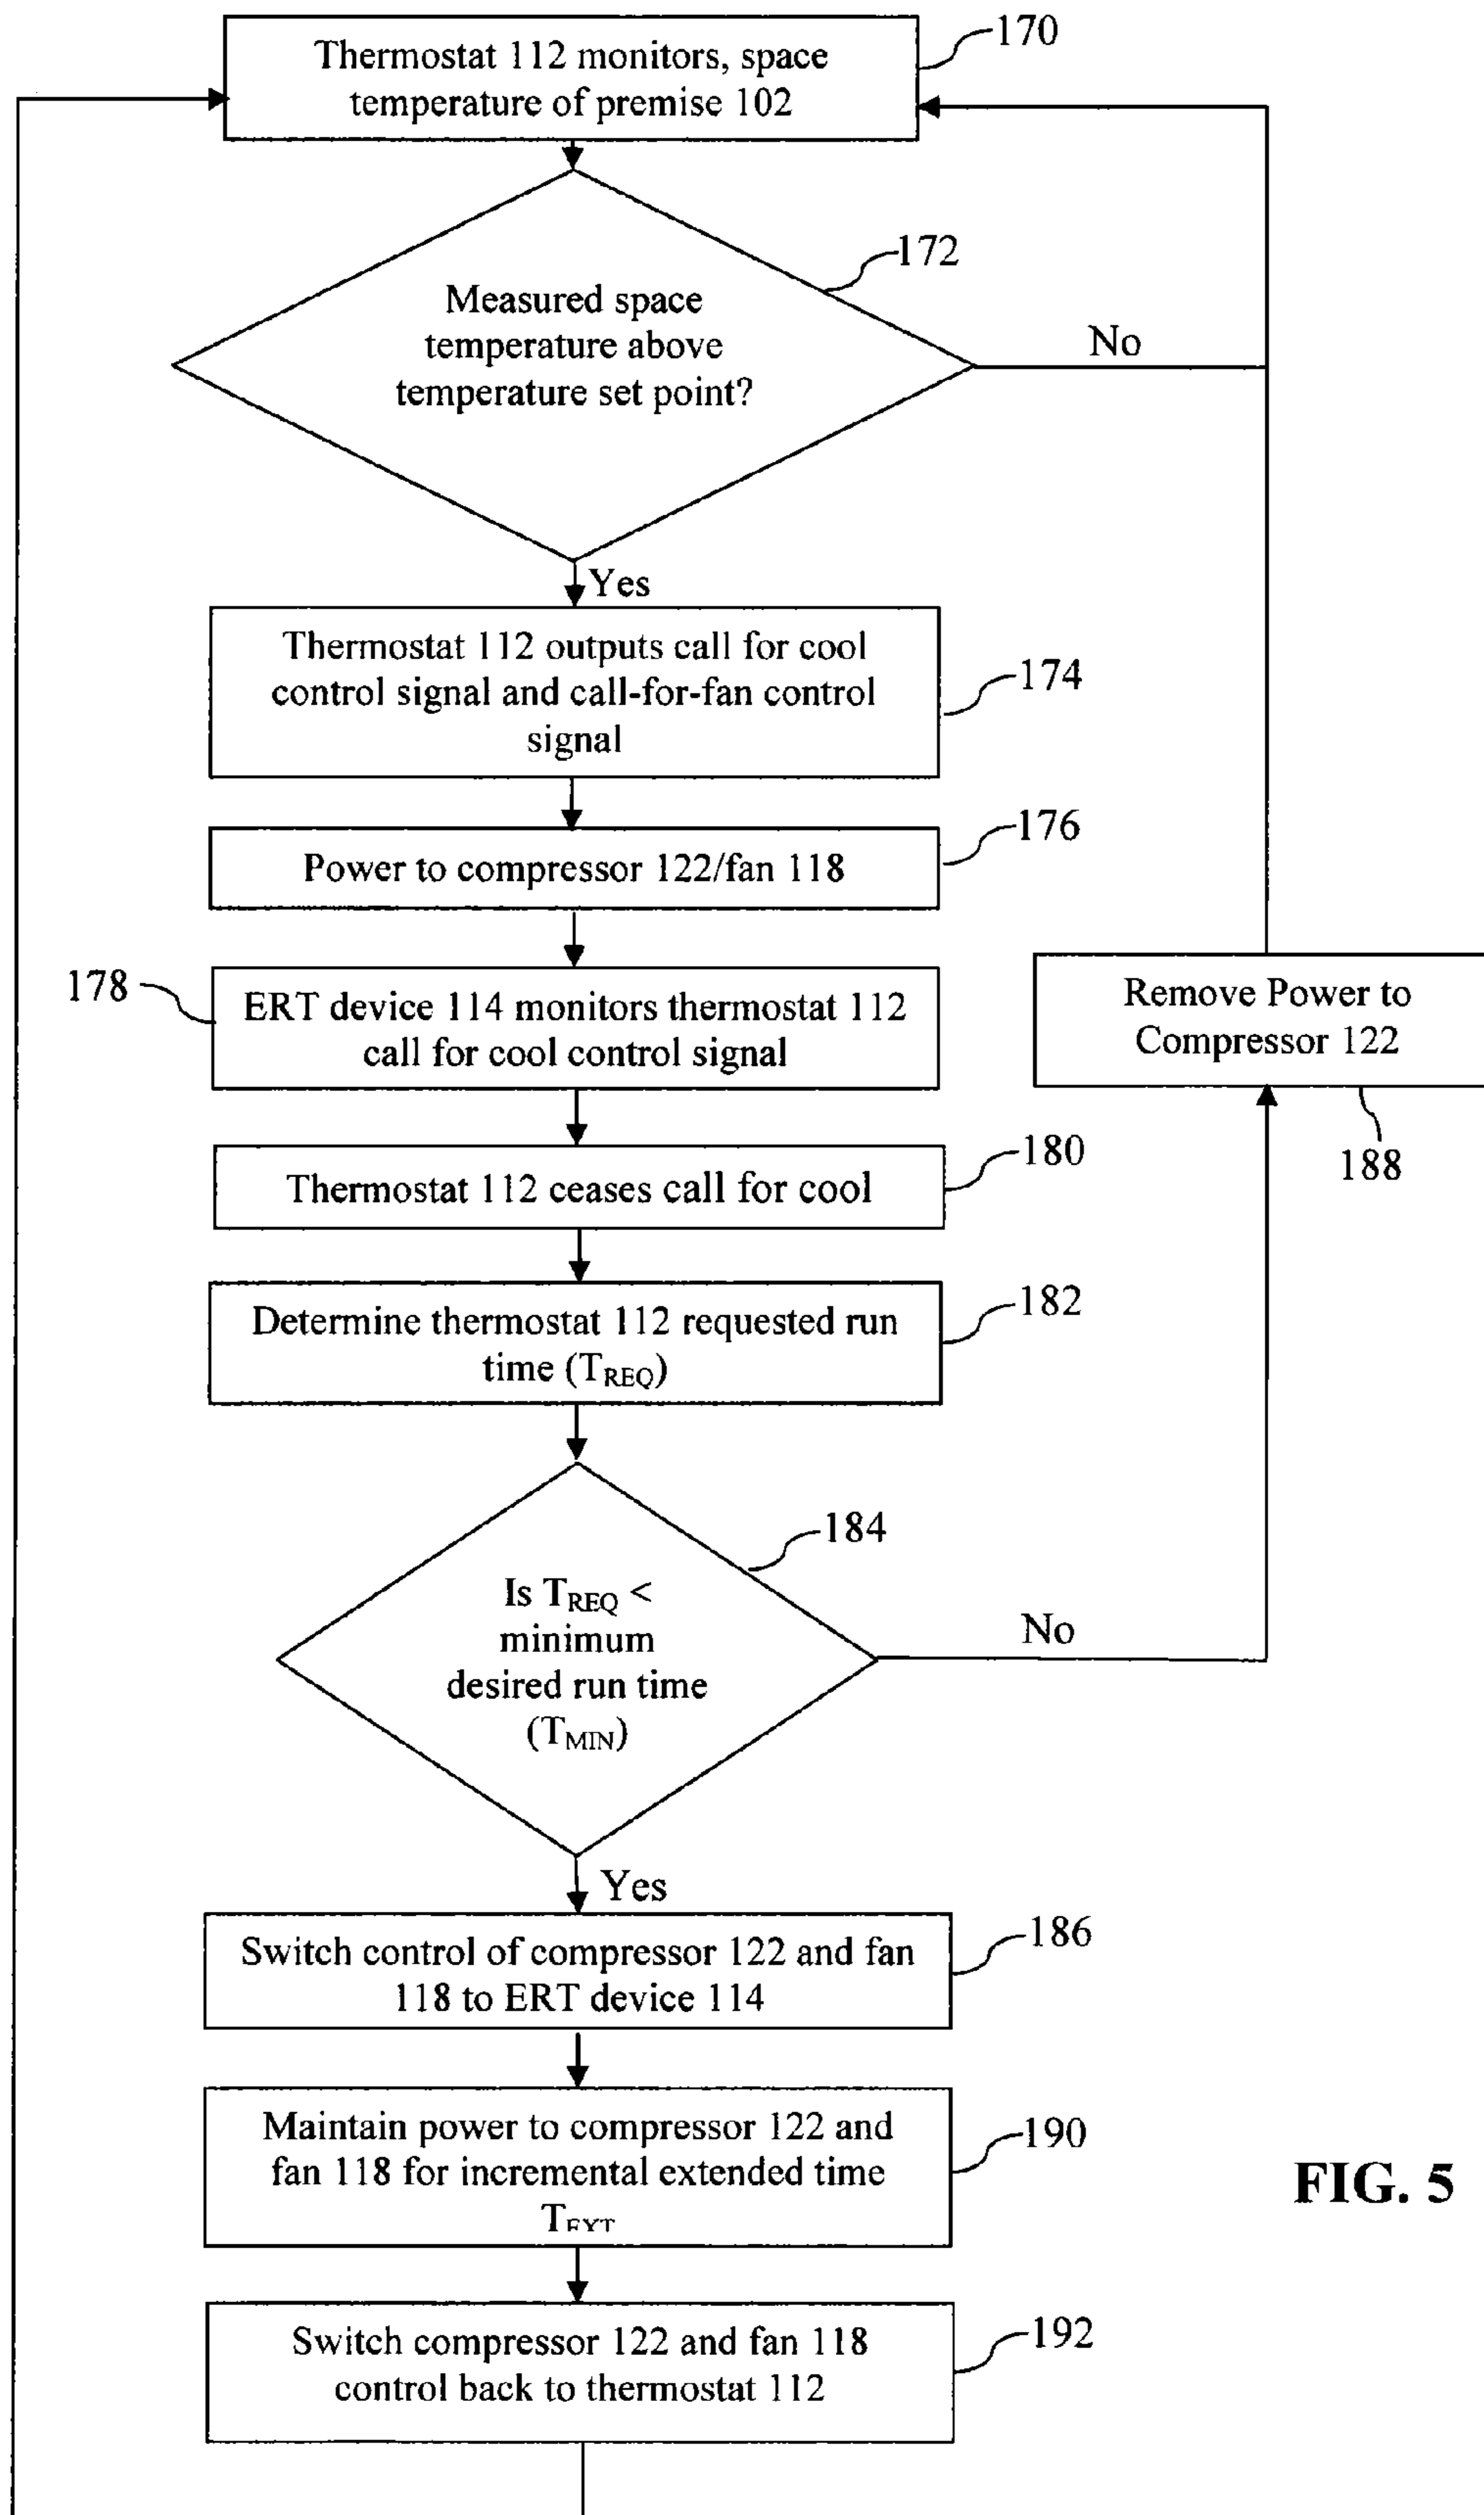 170
Thermostat 112 monitors, space
temperature of premise 102
172
Measured space
temperature above
temperature set point?
No
Yes
Thermostat 112 outputs call for cool
control signal and call-for-fan control
signal
174
176
Power to compressor 122/fan 118
178
ERT device 114 monitors thermostat 112
call for cool control signal
Remove Power to
Compressor 122
188
180
Thermostat 112 ceases call for cool
182
Determine thermostat 112 requested run
time (TREQ)
184
Is TREQ <
minimum
desired run time
(TMIN)
No
Yes
186
Switch control of compressor 122 and fan
118 to ERT device 114
190
Maintain power to compressor 122 and
fan 118 for incremental extended time
TEXT
FIG. 5
192
Switch compressor 122 and fan 118
control back to thermostat 112